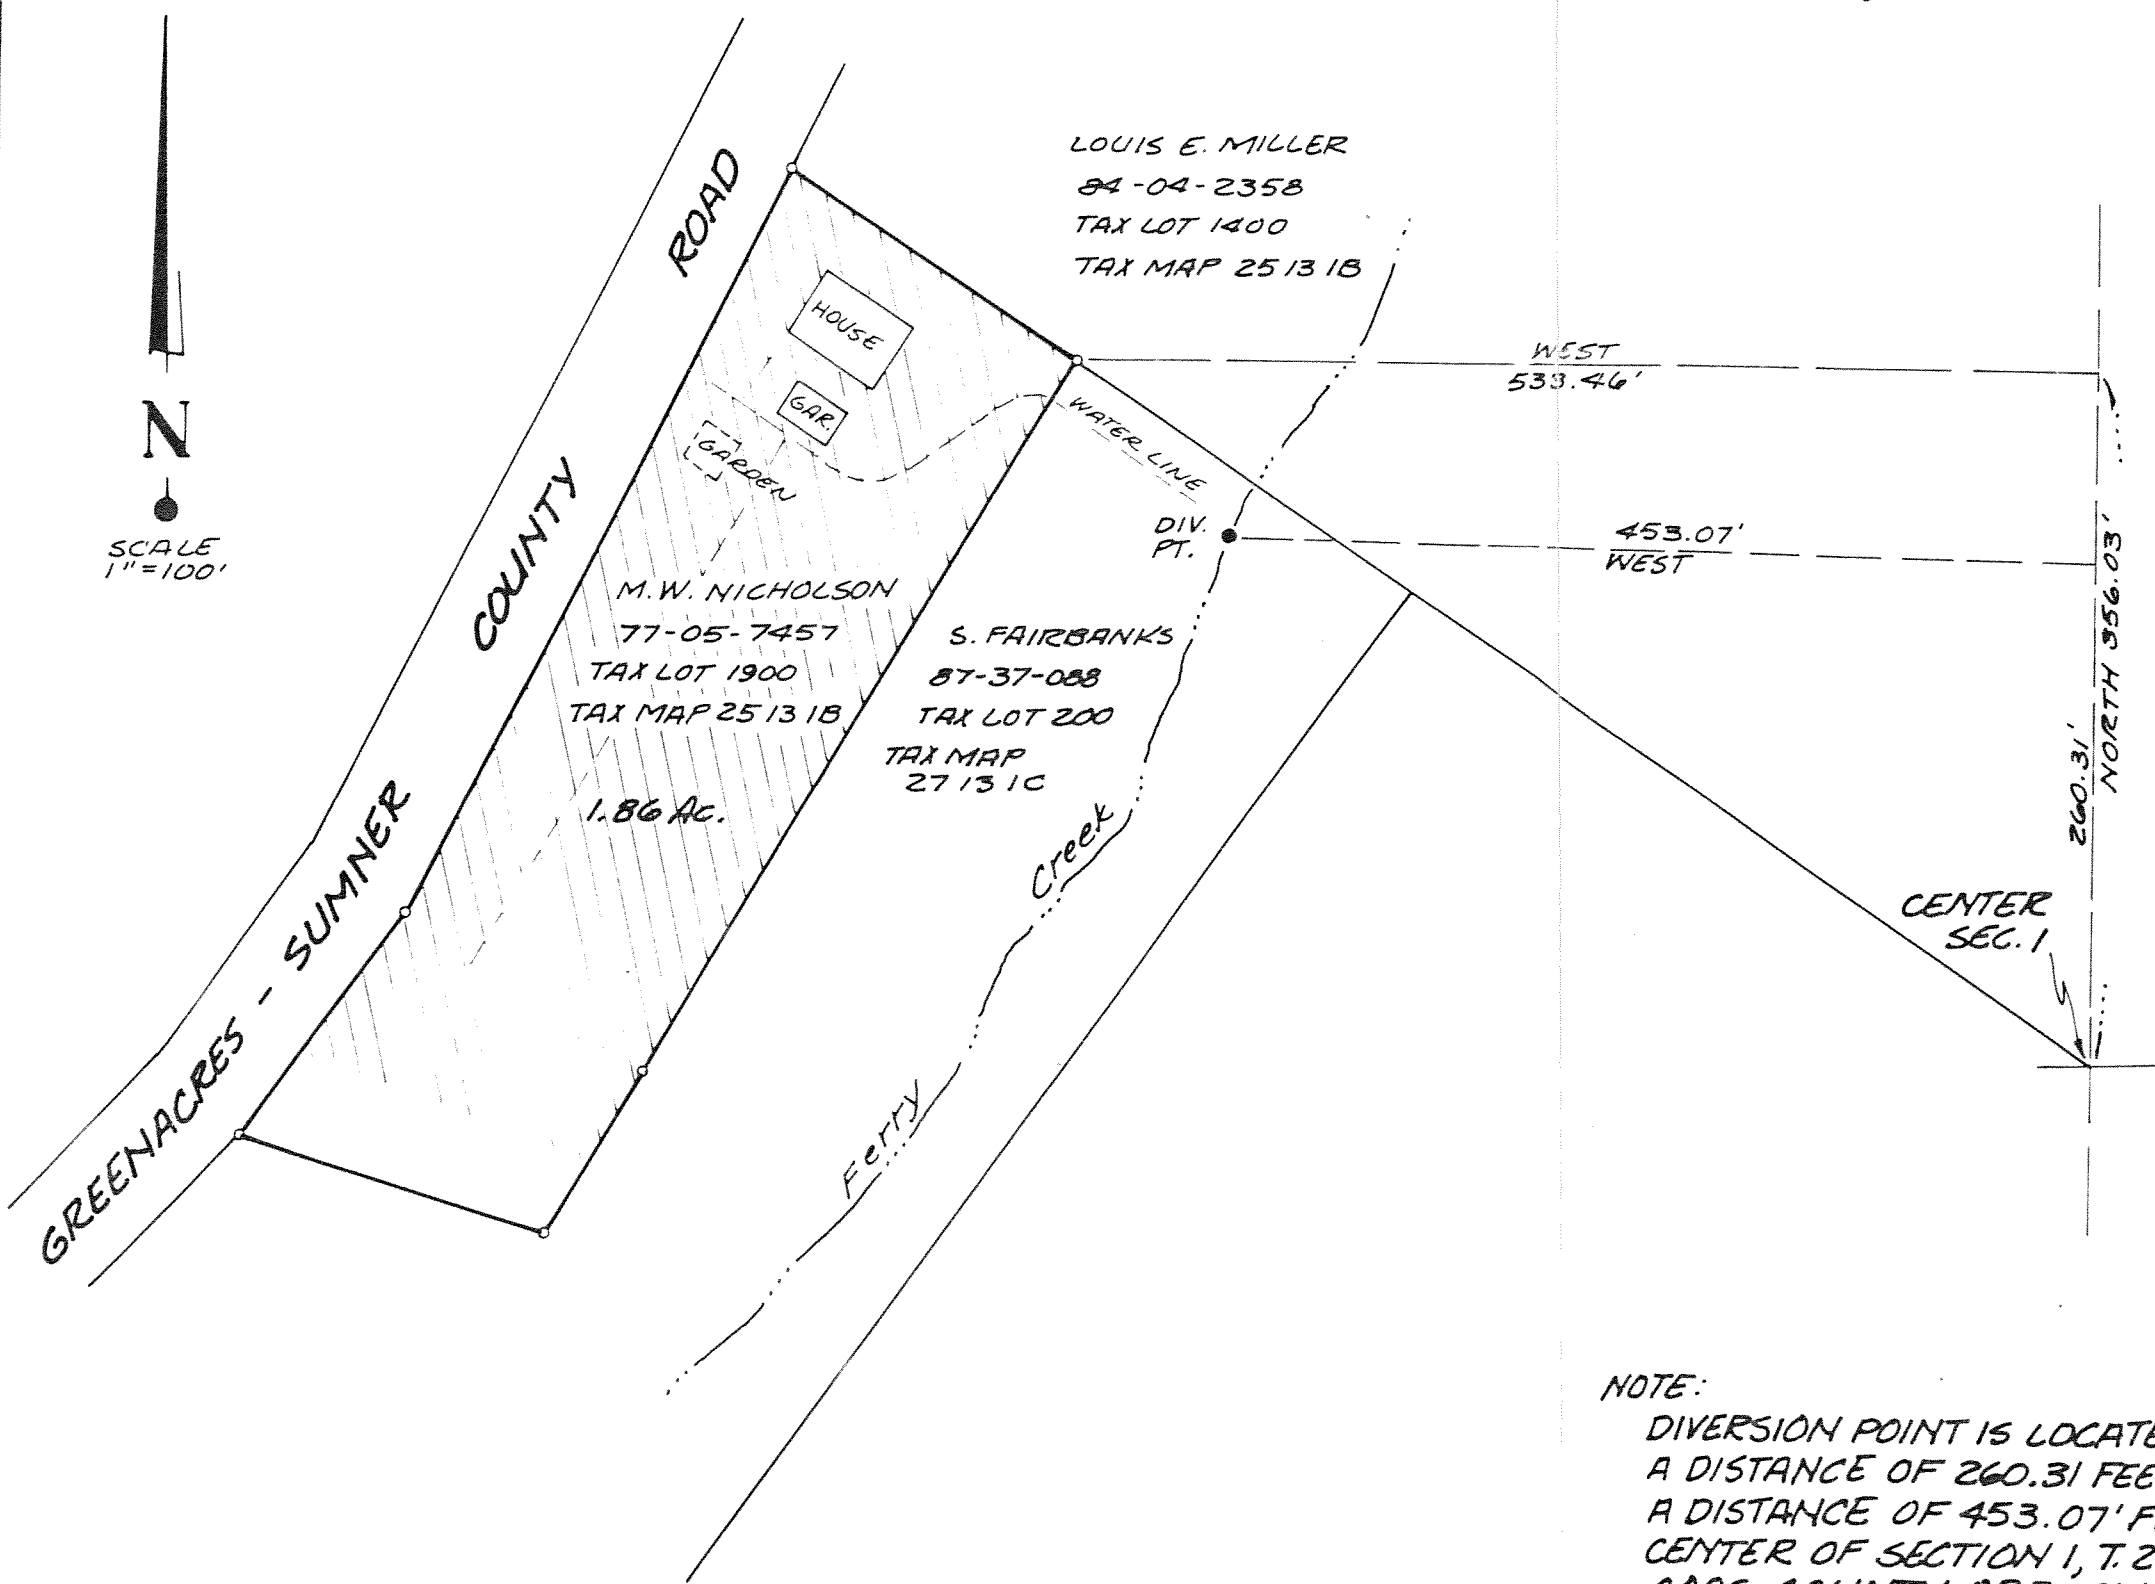 N
SCALE
1"=100'
GREENACRES - SUMNER COUNTY ROAD
LOUIS E. MILLER
84-04-2358
TAX LOT 1400
TAX MAP 25 13 1B
HOUSE
GAR.
GARDEN
WATER LINE
DIV.
PT.
WEST
533.46'
453.07'
WEST
NORTH 356.03'
260.31'
M.W. NICHOLSON
77-05-7457
TAX LOT 1900
TAX MAP 25 13 1B
1.86 AC.
S. FAIRBANKS
87-37-088
TAX LOT 200
TAX MAP
27 13 1C
Ferry Creek
CENTER
SEC. 1
NOTE:
DIVERSION POINT IS LOCATE
A DISTANCE OF 260.31 FEE
A DISTANCE OF 453.07' F
CENTER OF SECTION 1, T. 2